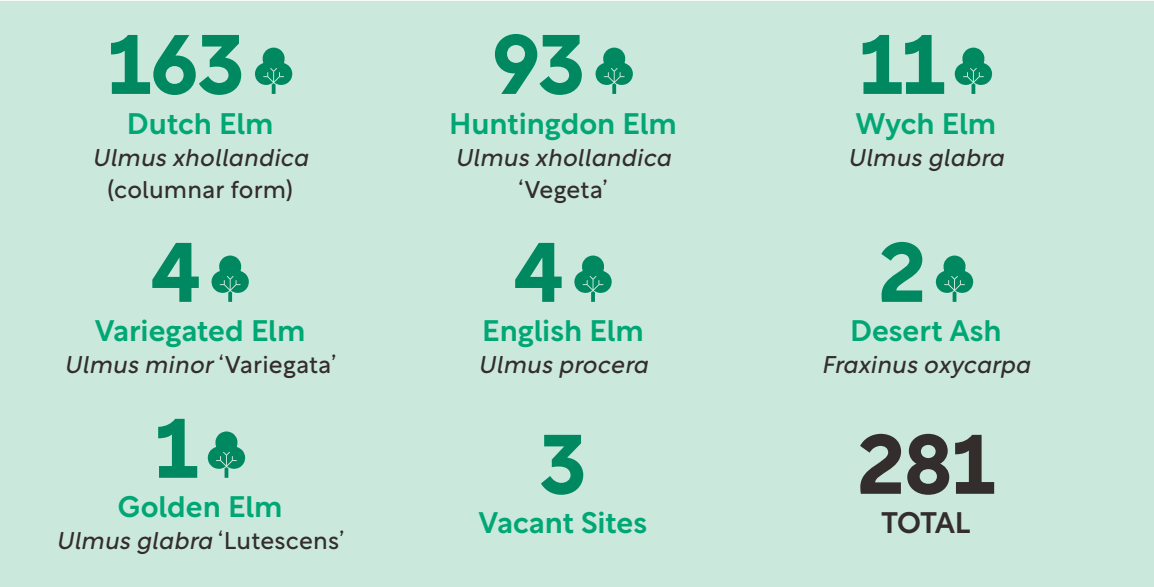 163
Dutch Elm
Ulmus xhollandica
(columnar form)
93
Huntingdon Elm
Ulmus xhollandica
‘Vegeta’
11
Wych Elm
Ulmus glabra
4
Variegated Elm
Ulmus minor ‘Variegata’
4
English Elm
Ulmus procera
2
Desert Ash
Fraxinus oxycarpa
1
Golden Elm
Ulmus glabra ‘Lutescens’
3
Vacant Sites
281
TOTAL